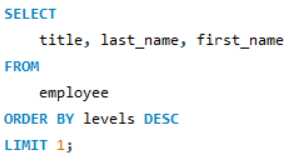 SELECT
    title, last_name, first_name
FROM
    employee
ORDER BY levels DESC
LIMIT 1;